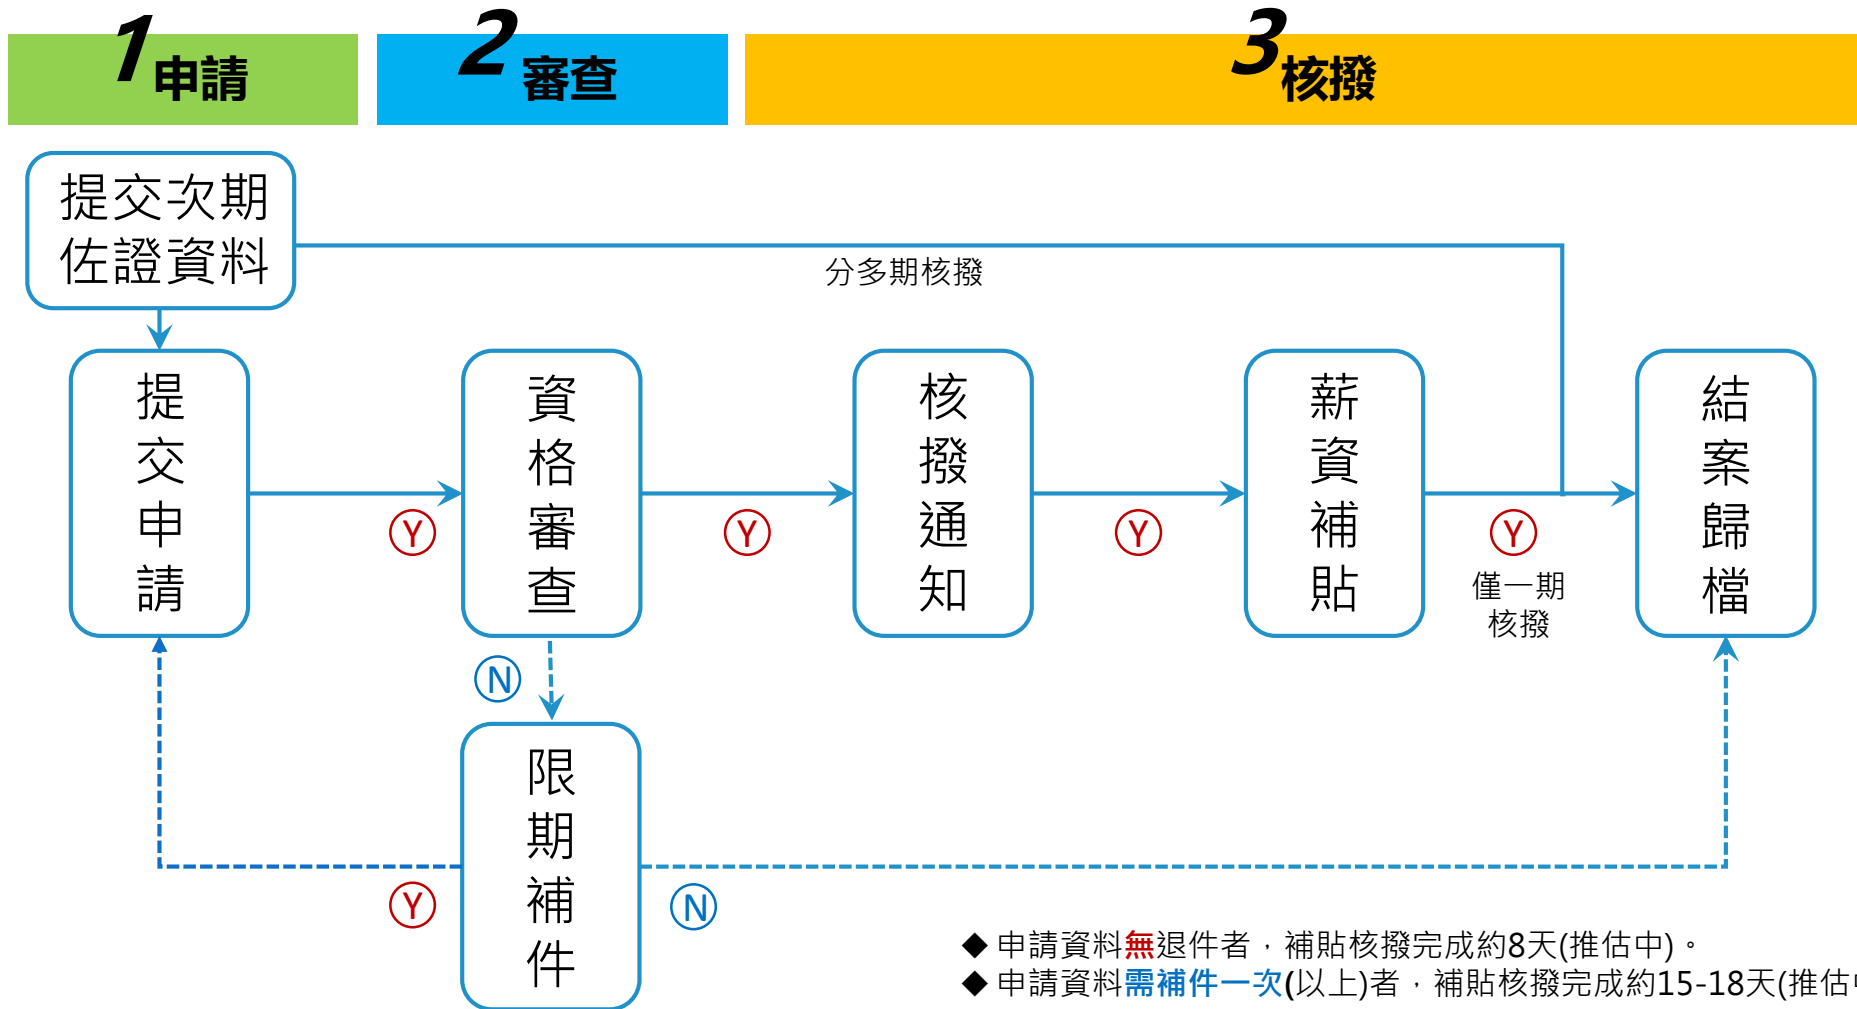 1申請
2審查
3核撥
提交次期
佐證資料
分多期核撥
提交申請
Ⓨ
資格審查
Ⓨ
核撥通知
Ⓨ
薪資補貼
Ⓨ
僅一期
核撥
結案歸檔
Ⓝ
限期補件
Ⓨ
Ⓝ
◆ 申請資料無退件者，補貼核撥完成約8天(推估中)。
◆ 申請資料需補件一次(以上)者，補貼核撥完成約15-18天(推估